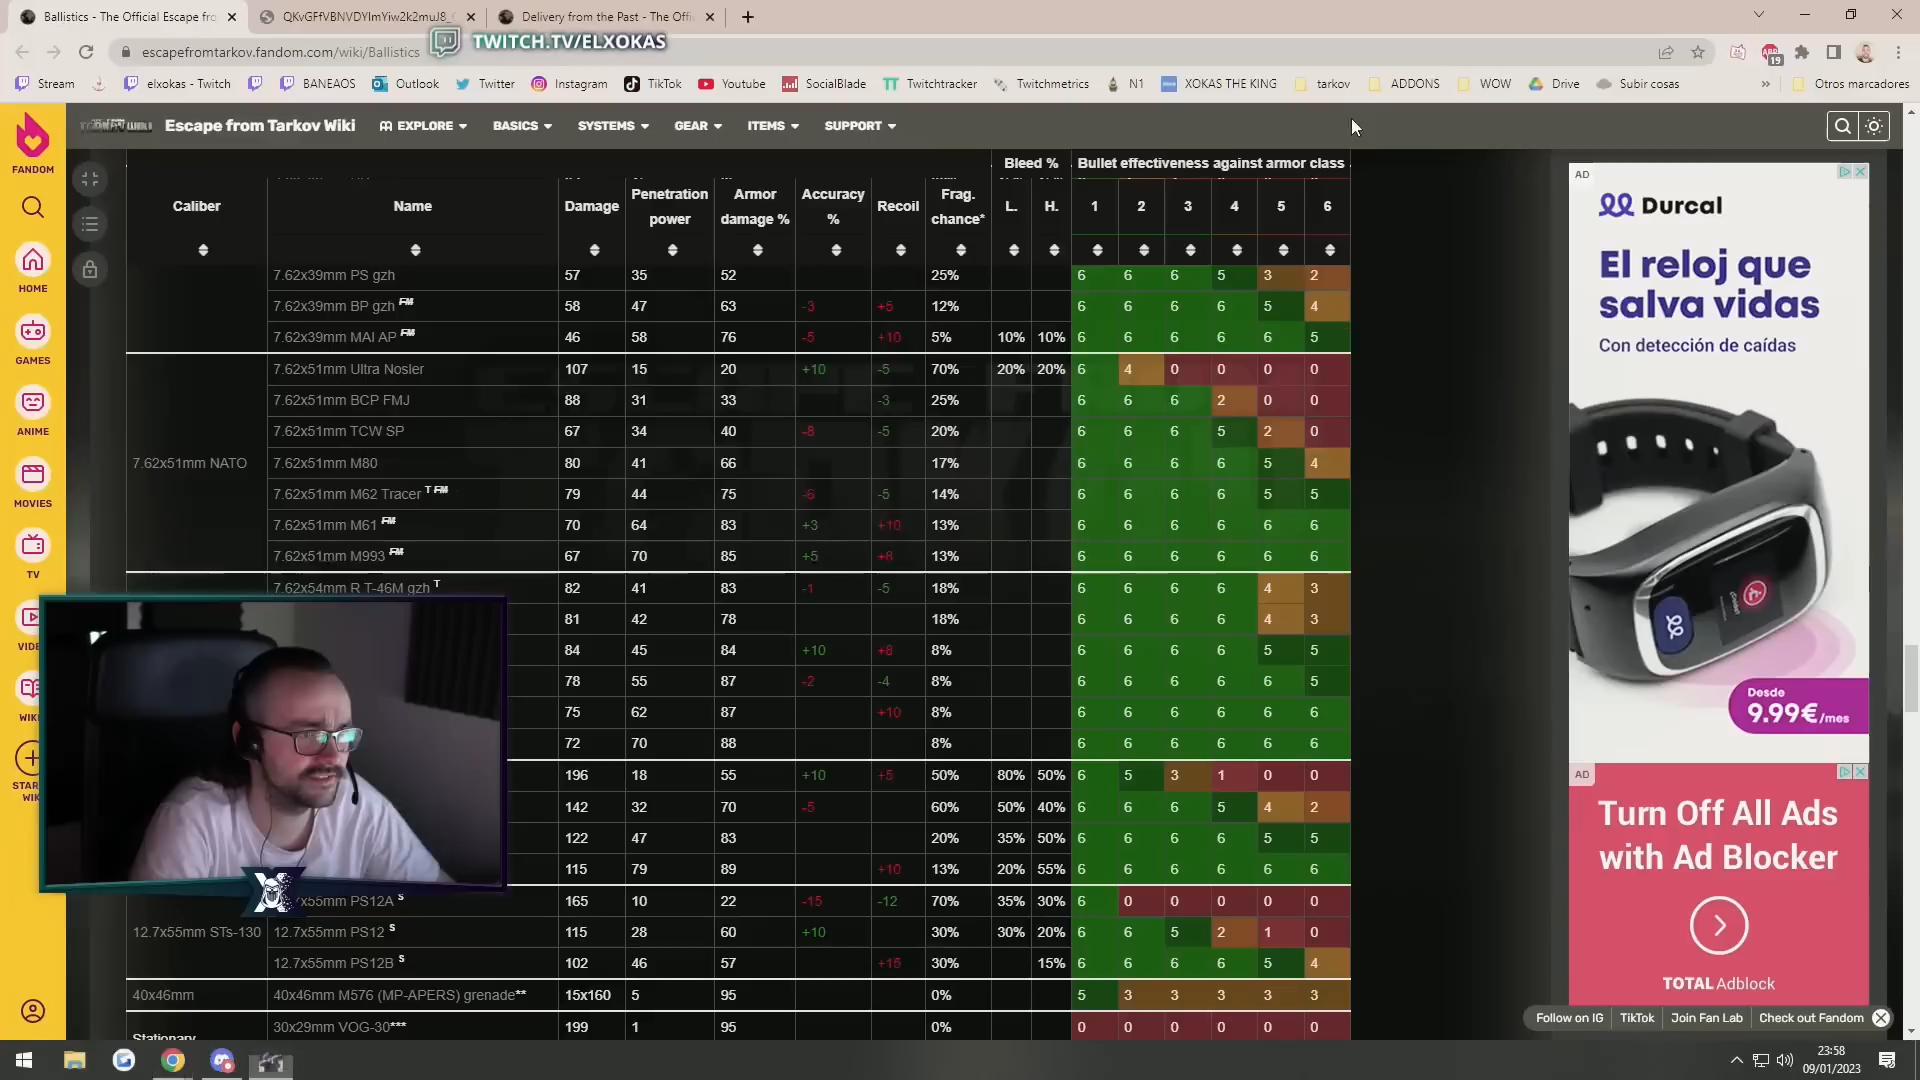 Ballistics - The Official Escape fro
QKvGFfVBNVDYlmYiw2k2muJ8_
Delivery from the Past - The Offi
escapefromtarkov.fandom.com/wiki/Ballistics
TWITCH.TV/ELXOKAS
19
Stream elxokas - Twitch BANEAOS Outlook Twitter Instagram TikTok Youtube SocialBlade Twitchtracker Twitchmetrics N1 XOKAS THE KING tarkov ADDONS WOW Drive Subir cosas » Otros marcadores
Escape from Tarkov Wiki EXPLORE BASICS SYSTEMS GEAR ITEMS SUPPORT
FANDOM
HOME
GAMES
ANIME
MOVIES
TV
VIDE
WIK
STAR
WIK
Bleed % Bullet effectiveness against armor class
Caliber Name Damage Penetration power Armor damage % Accuracy % Recoil Frag. chance* L. H. 1 2 3 4 5 6
7.62x39mm PS gzh 57 35 52 25% 6 6 6 5 3 2
7.62x39mm BP gzh FM 58 47 63 -3 +5 12% 6 6 6 6 5 4
7.62x39mm MAI AP FM 46 58 76 -5 +10 5% 10% 10% 6 6 6 6 6 5
7.62x51mm Ultra Nosler 107 15 20 +10 -5 70% 20% 20% 6 4 0 0 0 0
7.62x51mm BCP FMJ 88 31 33 -3 25% 6 6 6 2 0 0
7.62x51mm TCW SP 67 34 40 -8 -5 20% 6 6 6 5 2 0
7.62x51mm NATO 7.62x51mm M80 80 41 66 17% 6 6 6 6 5 4
7.62x51mm M62 Tracer T FM 79 44 75 -6 -5 14% 6 6 6 6 5 5
7.62x51mm M61 FM 70 64 83 +3 +10 13% 6 6 6 6 6 6
7.62x51mm M993 FM 67 70 85 +5 +8 13% 6 6 6 6 6 6
7.62x54mm R T-46M gzh T 82 41 83 -1 -5 18% 6 6 6 6 4 3
81 42 78 18% 6 6 6 6 4 3
84 45 84 +10 +8 8% 6 6 6 6 5 5
78 55 87 -2 -4 8% 6 6 6 6 6 5
75 62 87 +10 8% 6 6 6 6 6 6
72 70 88 8% 6 6 6 6 6 6
196 18 55 +10 +5 50% 80% 50% 6 5 3 1 0 0
142 32 70 -5 60% 50% 40% 6 6 6 5 4 2
122 47 83 20% 35% 50% 6 6 6 6 5 5
115 79 89 +10 13% 20% 55% 6 6 6 6 6 6
7x55mm PS12A S 165 10 22 -15 -12 70% 35% 30% 6 0 0 0 0 0
12.7x55mm STs-130 12.7x55mm PS12 S 115 28 60 +10 30% 30% 20% 6 6 5 2 1 0
12.7x55mm PS12B S 102 46 57 +15 30% 15% 6 6 6 6 5 4
40x46mm 40x46mm M576 (MP-APERS) grenade** 15x160 5 95 0% 5 3 3 3 3 3
30x29mm VOG-30*** 199 1 95 0% 0 0 0 0 0 0
Stationary
AD
Durcal
El reloj que
salva vidas
Con detección de caídas
Desde
9.99€/mes
AD
Turn Off All Ads
with Ad Blocker
TOTAL Adblock
Follow on IG TikTok Join Fan Lab Check out Fandom
23:58
09/01/2023